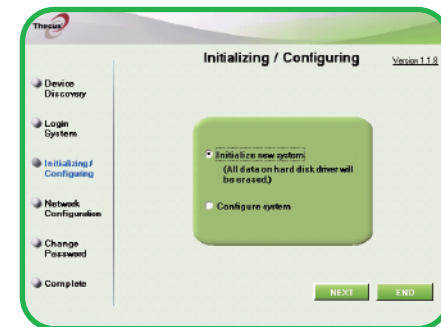 Thecus
Initializing / Configuring
Version 1.1.8
Device
Discovery
Login
System
Initializing /
Configuring
Network
Configuration
Change
Password
Complete
Initialize new system
(All data on hard disk driver will
be erased.)
Configure system
NEXT
END